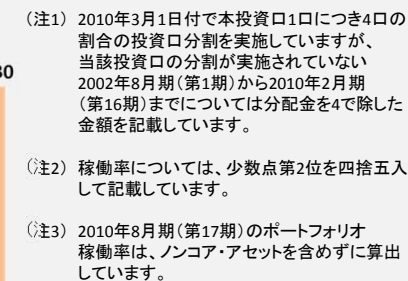 （注1） 2010年3月1日付で本投資口1口につき4口の
割合の投資口分割を実施していますが、
当該投資口の分割が実施されていない
2002年8月期（第1期）から2010年2月期
（第16期）までについては分配金を4で除した
金額を記載しています。
（注2） 稼働率については、少数点第2位を四捨五入
して記載しています。
（注3） 2010年8月期（第17期）のポートフォリオ
稼働率は、ノンコア・アセットを含めずに算出
しています。